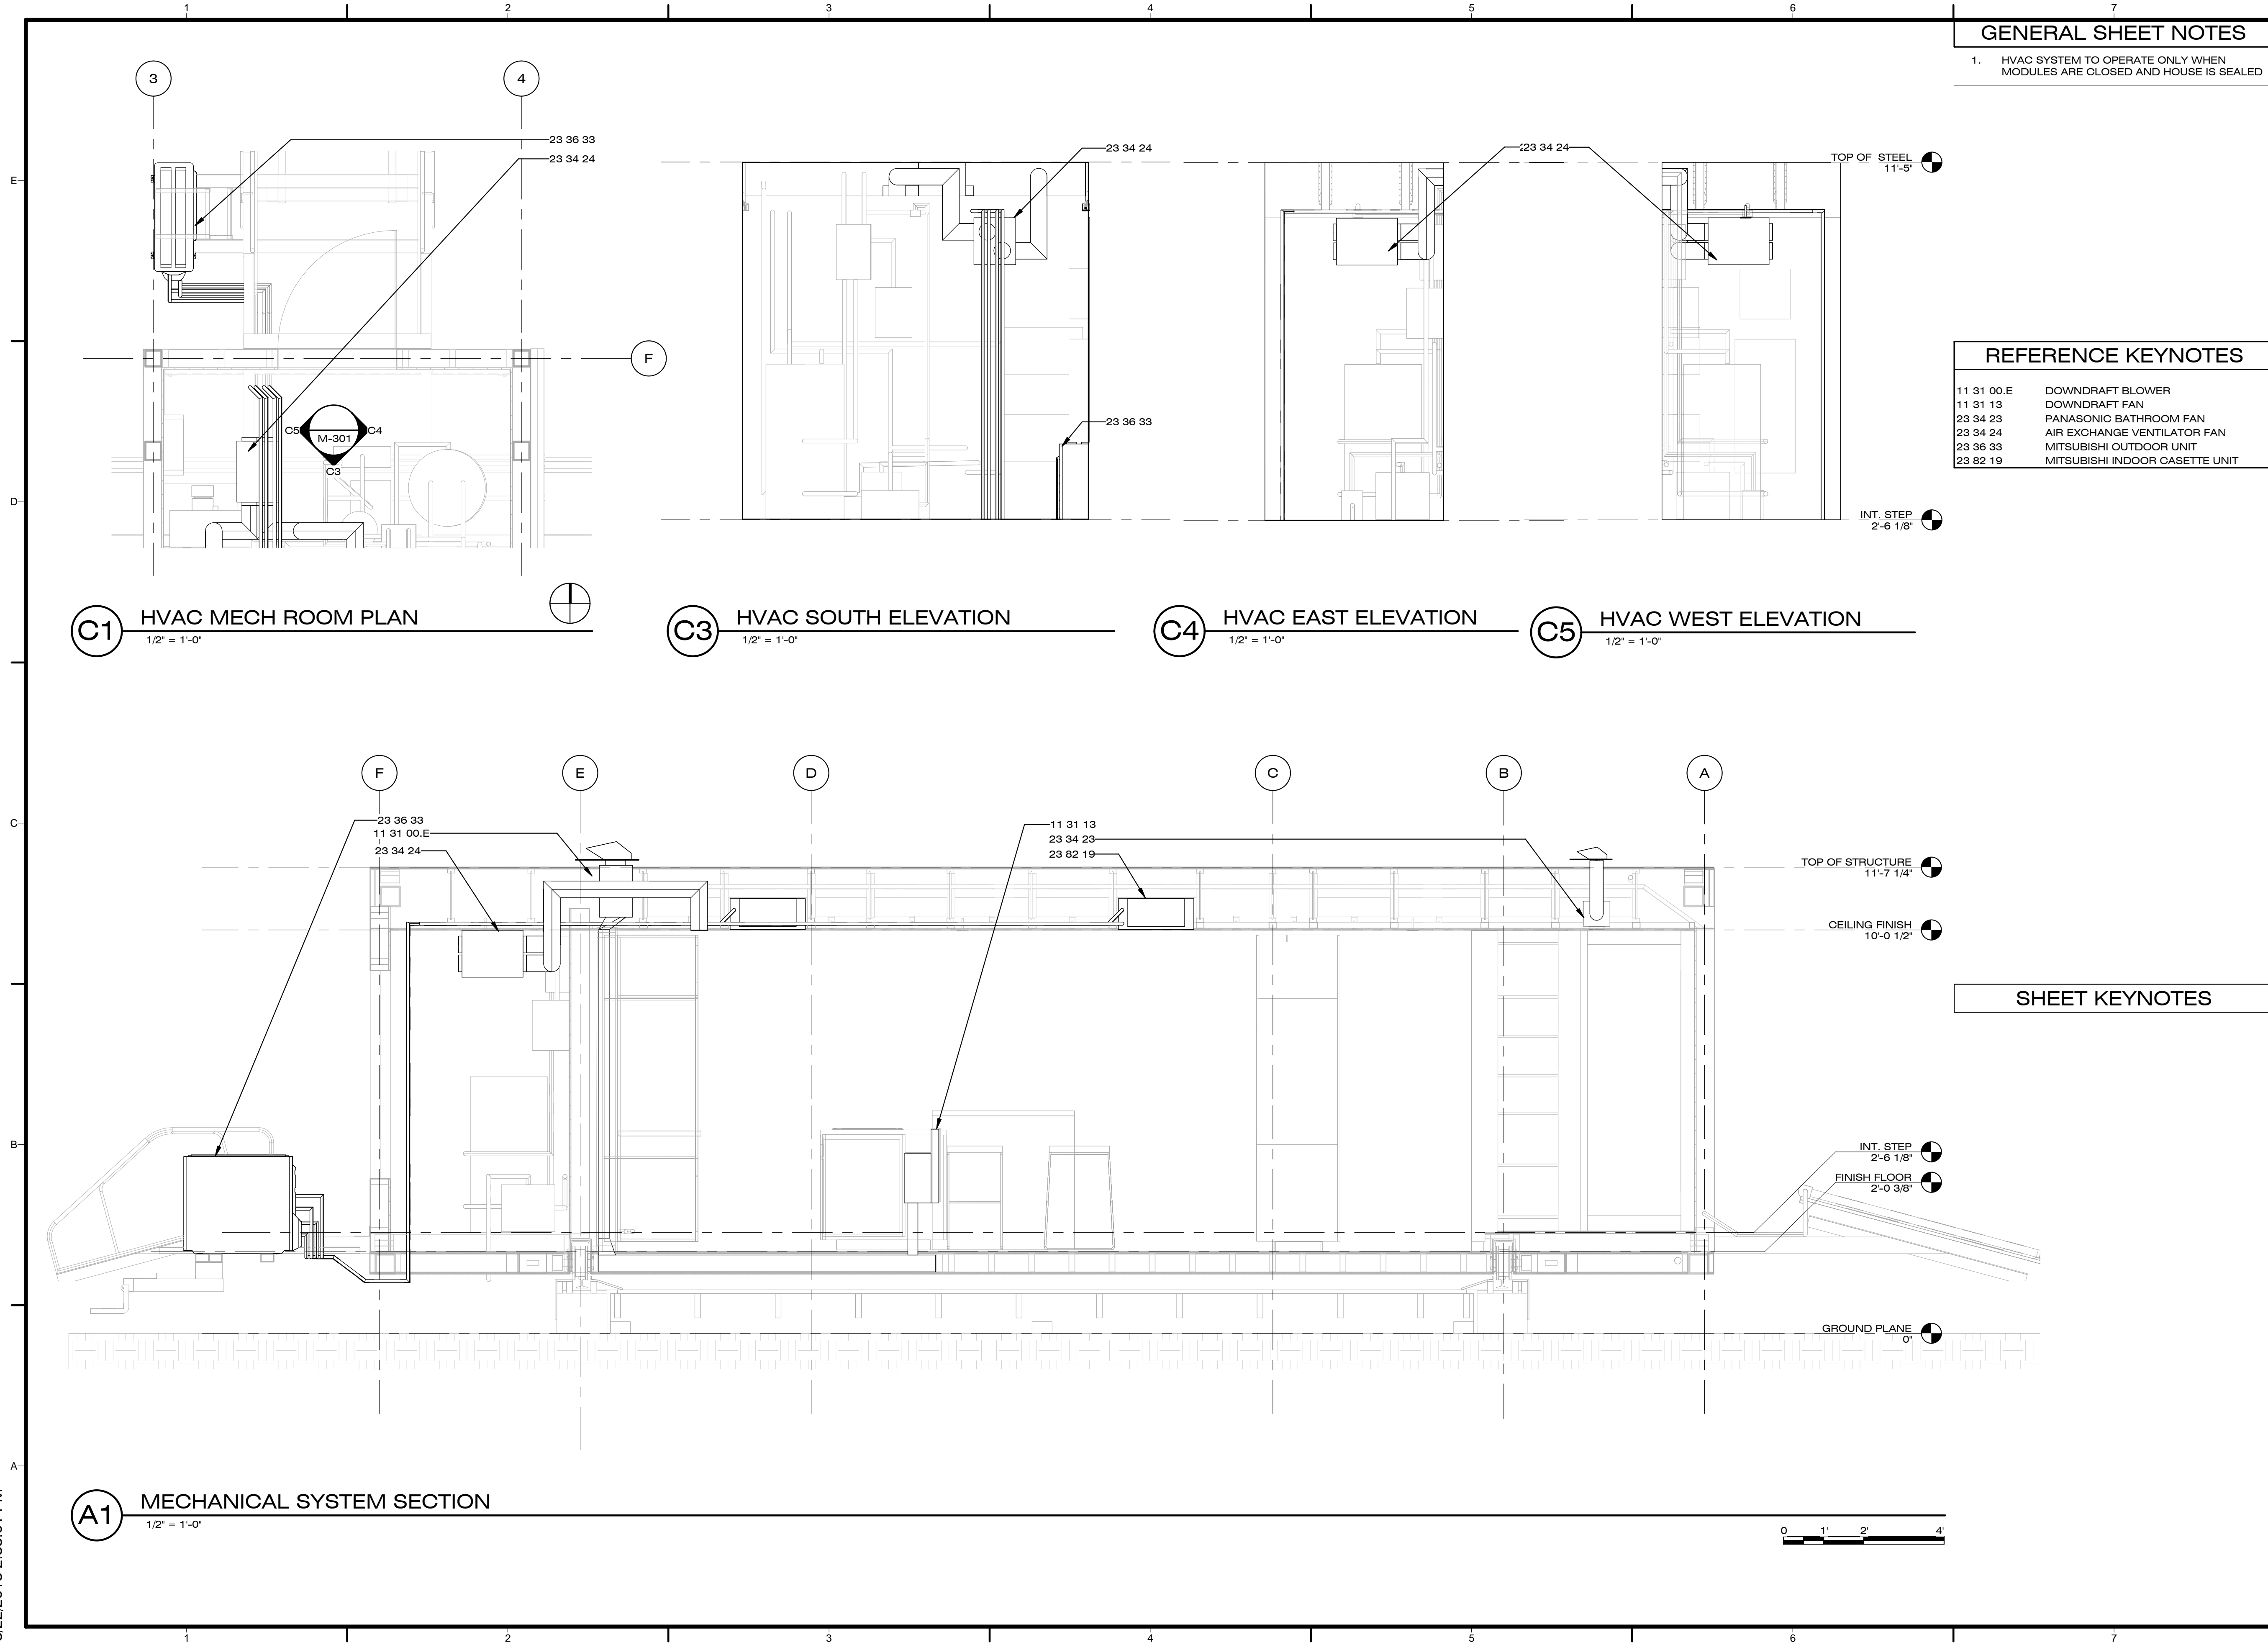 1 2 3 4 5 6 7
GENERAL SHEET NOTES
1. HVAC SYSTEM TO OPERATE ONLY WHEN
MODULES ARE CLOSED AND HOUSE IS SEALED
3 4
23 36 33
23 34 24
F
C5 C4
M-301
C3
23 34 24
23 36 33
23 34 24
TOP OF STEEL
11'-5"
INT. STEP
2'-6 1/8"
E
D
C
B
A
REFERENCE KEYNOTES
11 31 00.E DOWNDRAFT BLOWER
11 31 13 DOWNDRAFT FAN
23 34 23 PANASONIC BATHROOM FAN
23 34 24 AIR EXCHANGE VENTILATOR FAN
23 36 33 MITSUBISHI OUTDOOR UNIT
23 82 19 MITSUBISHI INDOOR CASETTE UNIT
C1 HVAC MECH ROOM PLAN
1/2" = 1'-0"
C3 HVAC SOUTH ELEVATION
1/2" = 1'-0"
C4 HVAC EAST ELEVATION
1/2" = 1'-0"
C5 HVAC WEST ELEVATION
1/2" = 1'-0"
F E D C B A
23 36 33
11 31 00.E
23 34 24
11 31 13
23 34 23
23 82 19
TOP OF STRUCTURE
11'-7 1/4"
CEILING FINISH
10'-0 1/2"
SHEET KEYNOTES
INT. STEP
2'-6 1/8"
FINISH FLOOR
2'-0 3/8"
GROUND PLANE
0"
A1 MECHANICAL SYSTEM SECTION
1/2" = 1'-0"
0 1' 2' 4'
1 2 3 4 5 6 7